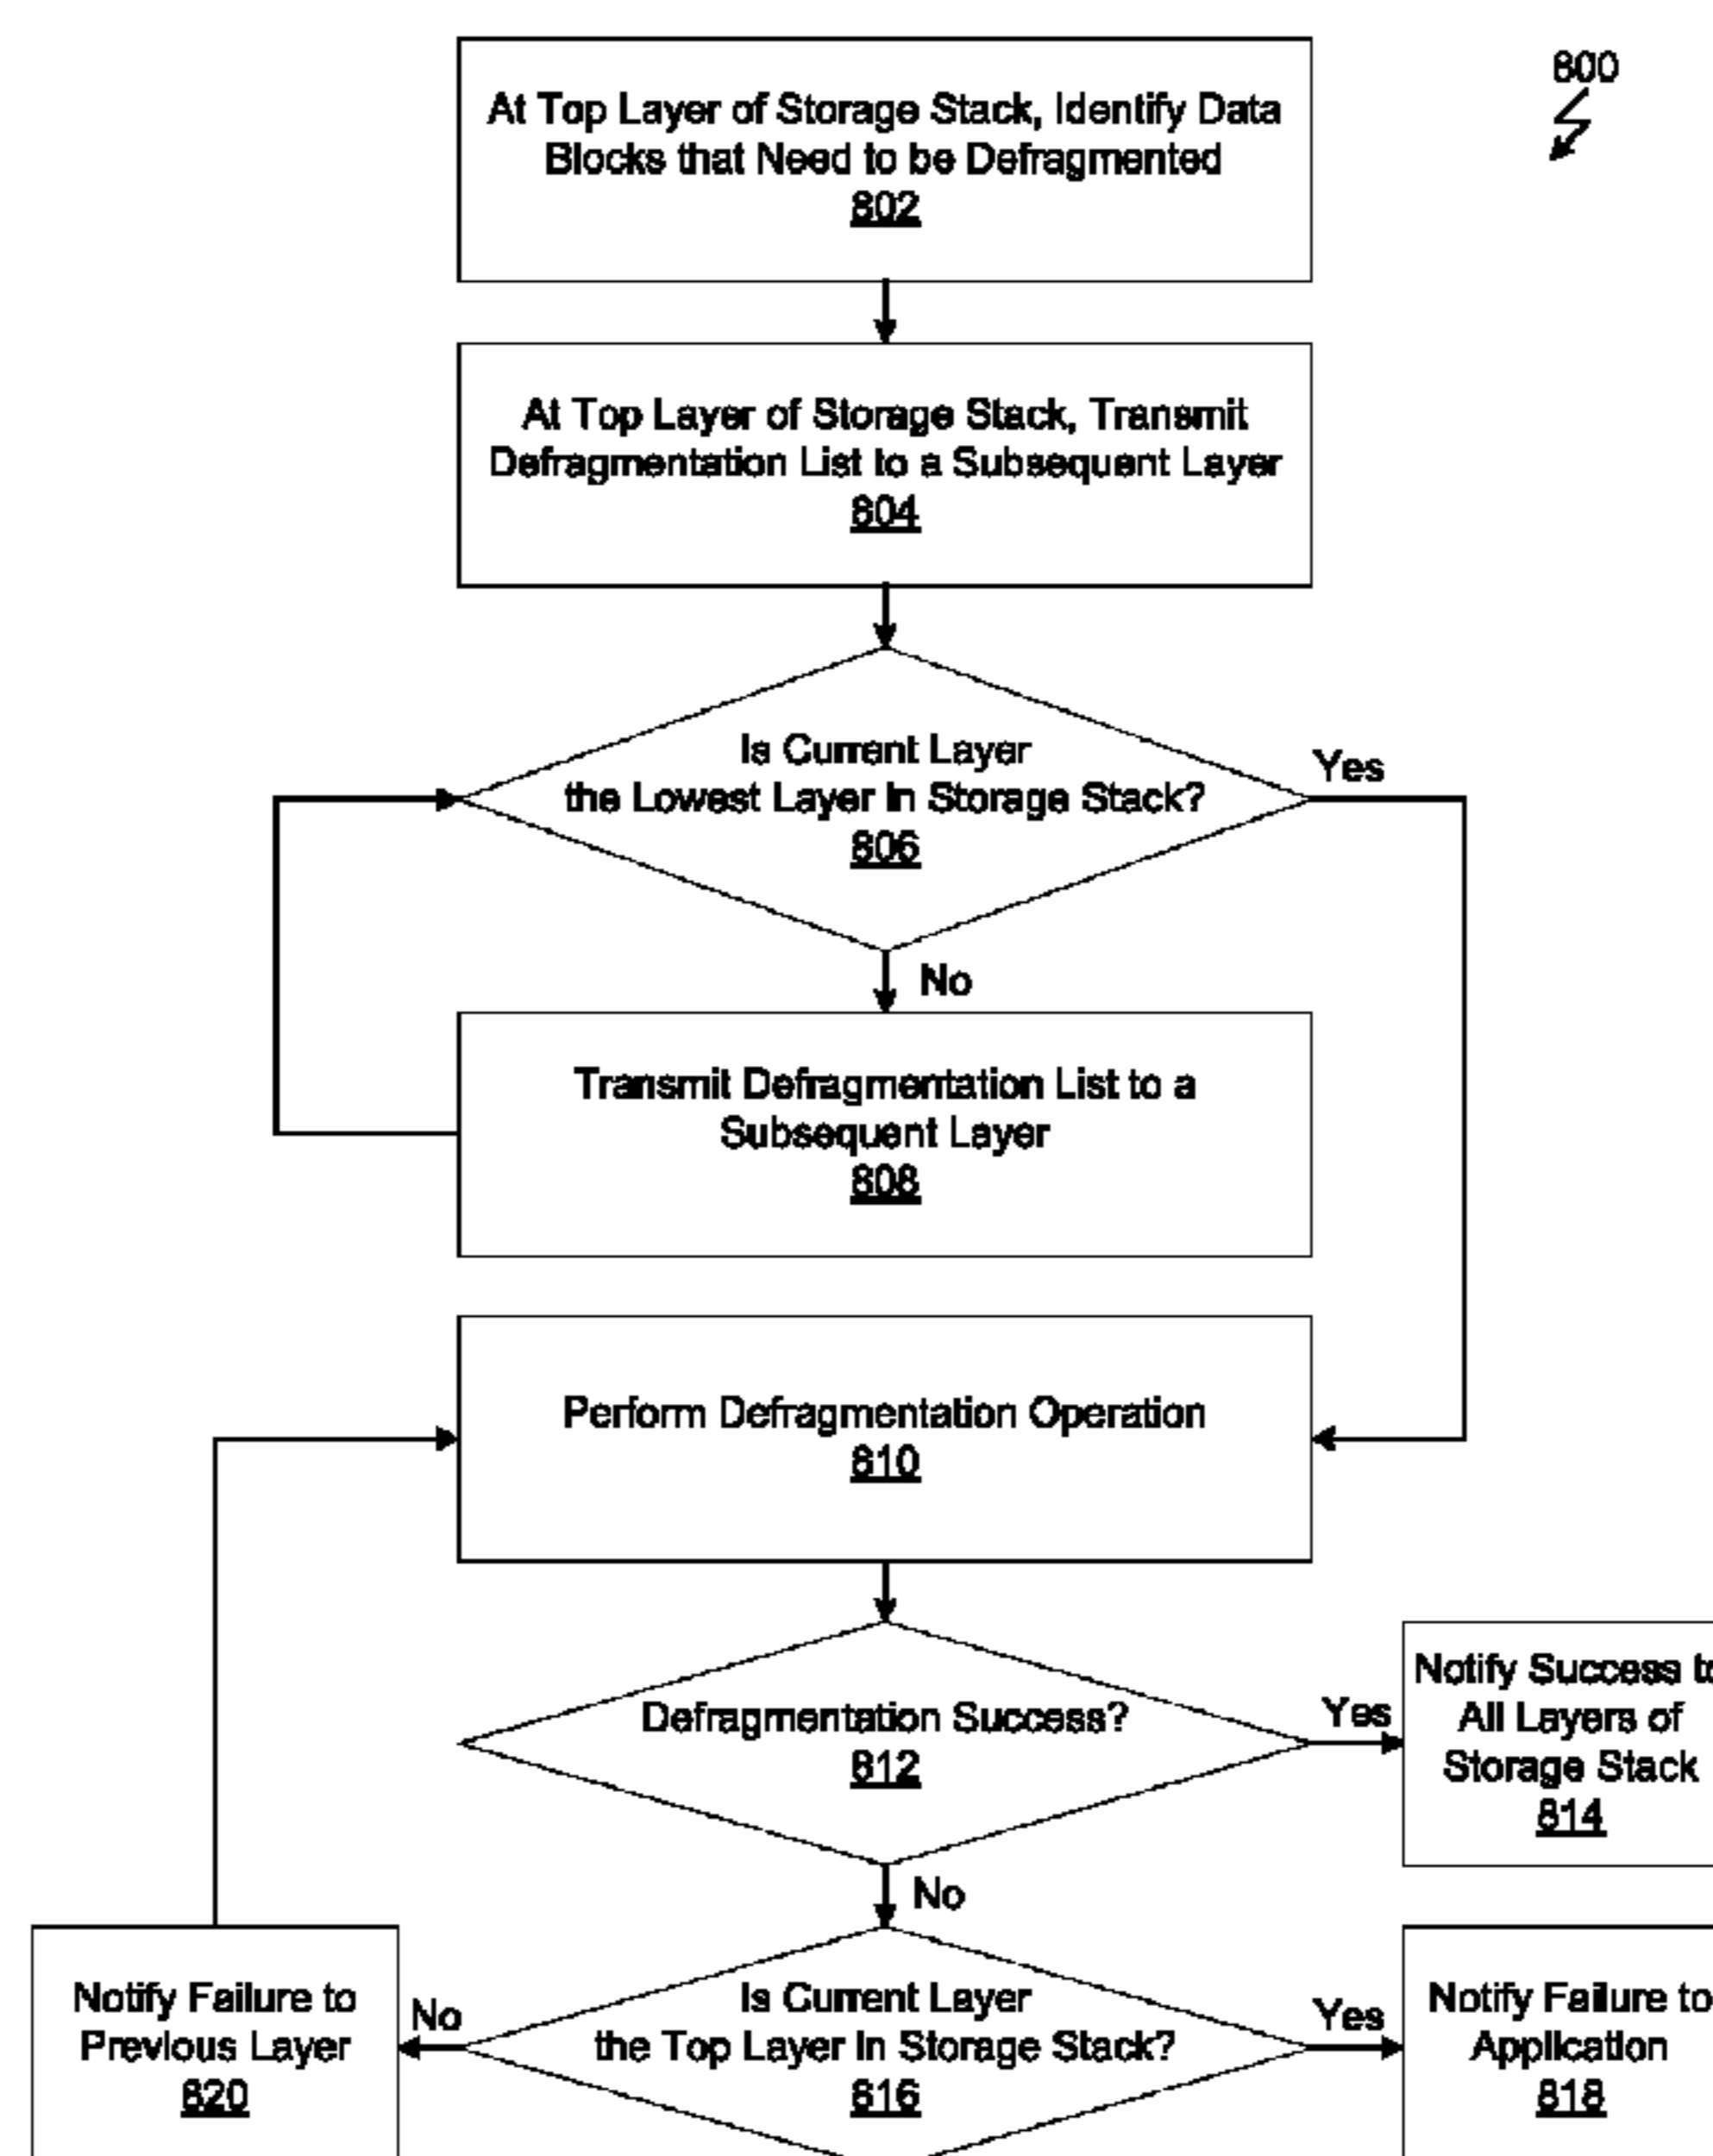 800
At Top Layer of Storage Stack, Identify Data
Blocks that Need to be Defragmented
802
At Top Layer of Storage Stack, Transmit
Defragmentation List to a Subsequent Layer
804
Is Current Layer
the Lowest Layer in Storage Stack?
806
Yes
No
Transmit Defragmentation List to a
Subsequent Layer
808
Perform Defragmentation Operation
810
Defragmentation Success?
812
Yes
Notify Success to
All Layers of
Storage Stack
814
No
Notify Failure to
Previous Layer
820
No
Is Current Layer
the Top Layer in Storage Stack?
816
Yes
Notify Failure to
Application
818